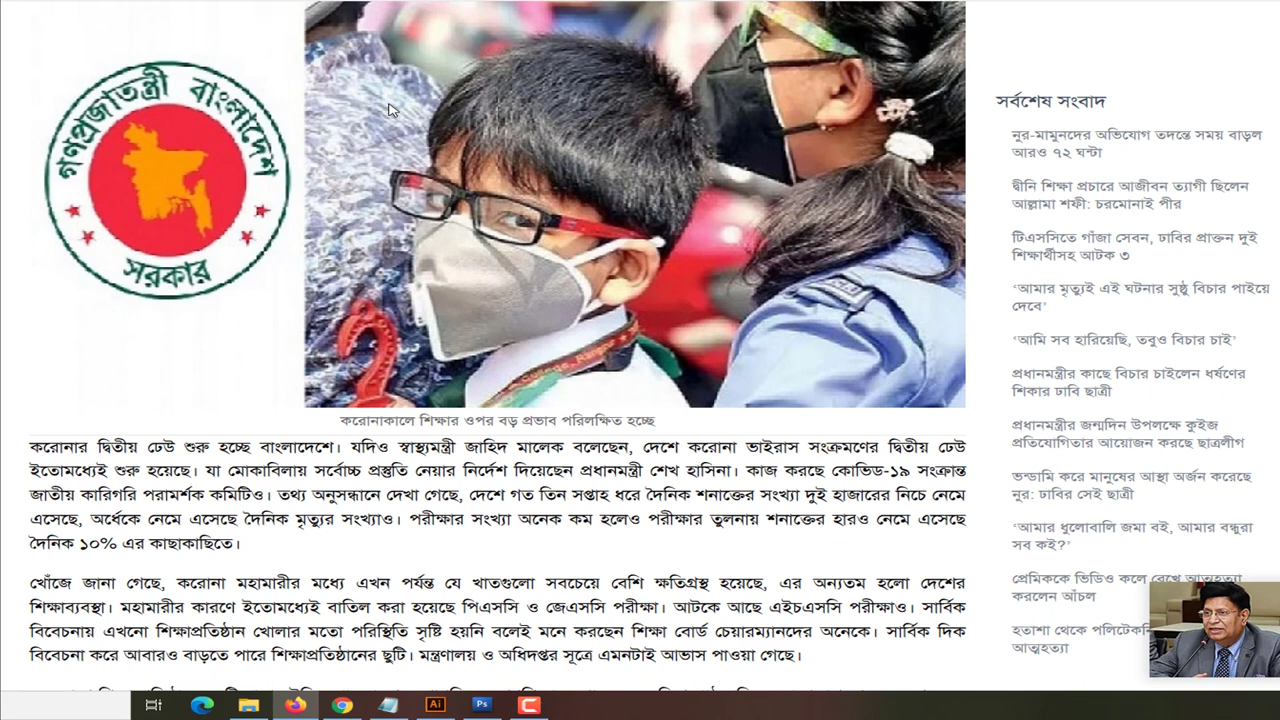 গণপ্রজাতন্ত্রী বাংলাদেশ
সরকার
করোনাকালে শিক্ষার ওপর বড় প্রভাব পরিলক্ষিত হচ্ছে
করোনার দ্বিতীয় ঢেউ শুরু হচ্ছে বাংলাদেশে। যদিও স্বাস্থ্যমন্ত্রী জাহিদ মালেক বলেছেন, দেশে করোনা ভাইরাস সংক্রমণের দ্বিতীয় ঢেউ
ইতোমধ্যেই শুরু হয়েছে। যা মোকাবিলায় সর্বোচ্চ প্রস্তুতি নেয়ার নির্দেশ দিয়েছেন প্রধানমন্ত্রী শেখ হাসিনা। কাজ করছে কোভিড-১৯ সংক্রান্ত
জাতীয় কারিগরি পরামর্শক কমিটিও। তথ্য অনুসন্ধানে দেখা গেছে, দেশে গত তিন সপ্তাহ ধরে দৈনিক শনাক্তের সংখ্যা দুই হাজারের নিচে নেমে
এসেছে, অর্ধেকে নেমে এসেছে দৈনিক মৃত্যুর সংখ্যাও। পরীক্ষার সংখ্যা অনেক কম হলেও পরীক্ষার তুলনায় শনাক্তের হারও নেমে এসেছে
দৈনিক ১০% এর কাছাকাছিতে।
খোঁজে জানা গেছে, করোনা মহামারীর মধ্যে এখন পর্যন্ত যে খাতগুলো সবচেয়ে বেশি ক্ষতিগ্রস্থ হয়েছে, এর অন্যতম হলো দেশের
শিক্ষাব্যবস্থা। মহামারীর কারণে ইতোমধ্যেই বাতিল করা হয়েছে পিএসসি ও জেএসসি পরীক্ষা। আটকে আছে এইচএসসি পরীক্ষাও। সার্বিক
বিবেচনায় এখনো শিক্ষাপ্রতিষ্ঠান খোলার মতো পরিস্থিতি সৃষ্টি হয়নি বলেই মনে করছেন শিক্ষা বোর্ড চেয়ারম্যানদের অনেকে। সার্বিক দিক
বিবেচনা করে আবারও বাড়তে পারে শিক্ষাপ্রতিষ্ঠানের ছুটি। মন্ত্রণালয় ও অধিদপ্তর সূত্রে এমনটাই আভাস পাওয়া গেছে।
সর্বশেষ সংবাদ
নুর-মামুনদের অভিযোগ তদন্তে সময় বাড়ল
আরও ৭২ ঘন্টা
দ্বীনি শিক্ষা প্রচারে আজীবন ত্যাগী ছিলেন
আল্লামা শফী: চরমোনাই পীর
টিএসসিতে গাঁজা সেবন, ঢাবির প্রাক্তন দুই
শিক্ষার্থীসহ আটক ৩
‘আমার মৃত্যুই এই ঘটনার সুষ্ঠু বিচার পাইয়ে
দেবে’
‘আমি সব হারিয়েছি, তবুও বিচার চাই’
প্রধানমন্ত্রীর কাছে বিচার চাইলেন ধর্ষণের
শিকার ঢাবি ছাত্রী
প্রধানমন্ত্রীর জন্মদিন উপলক্ষে কুইজ
প্রতিযোগিতার আয়োজন করছে ছাত্রলীগ
ভন্ডামি করে মানুষের আস্থা অর্জন করেছে
নুর: ঢাবির সেই ছাত্রী
‘আমার ধুলোবালি জমা বই, আমার বন্ধুরা
সব কই?’
প্রেমিককে ভিডিও কলে রেখে আত্মহত্যা
করলেন আঁচল
হতাশা থেকে
আত্মহত্যা
Ai
Ps